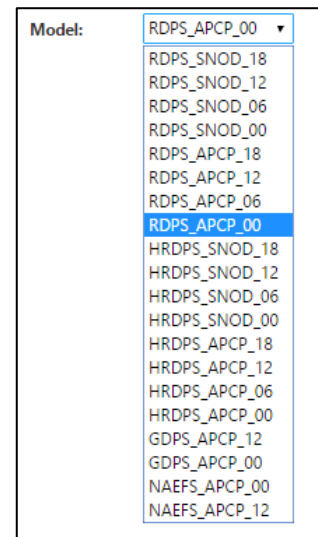 Model: RDPS_APCP_00
RDPS_SNOD_18
RDPS_SNOD_12
RDPS_SNOD_06
RDPS_SNOD_00
RDPS_APCP_18
RDPS_APCP_12
RDPS_APCP_06
RDPS_APCP_00
HRDPS_SNOD_18
HRDPS_SNOD_12
HRDPS_SNOD_06
HRDPS_SNOD_00
HRDPS_APCP_18
HRDPS_APCP_12
HRDPS_APCP_06
HRDPS_APCP_00
GDPS_APCP_12
GDPS_APCP_00
NAEFS_APCP_00
NAEFS_APCP_12